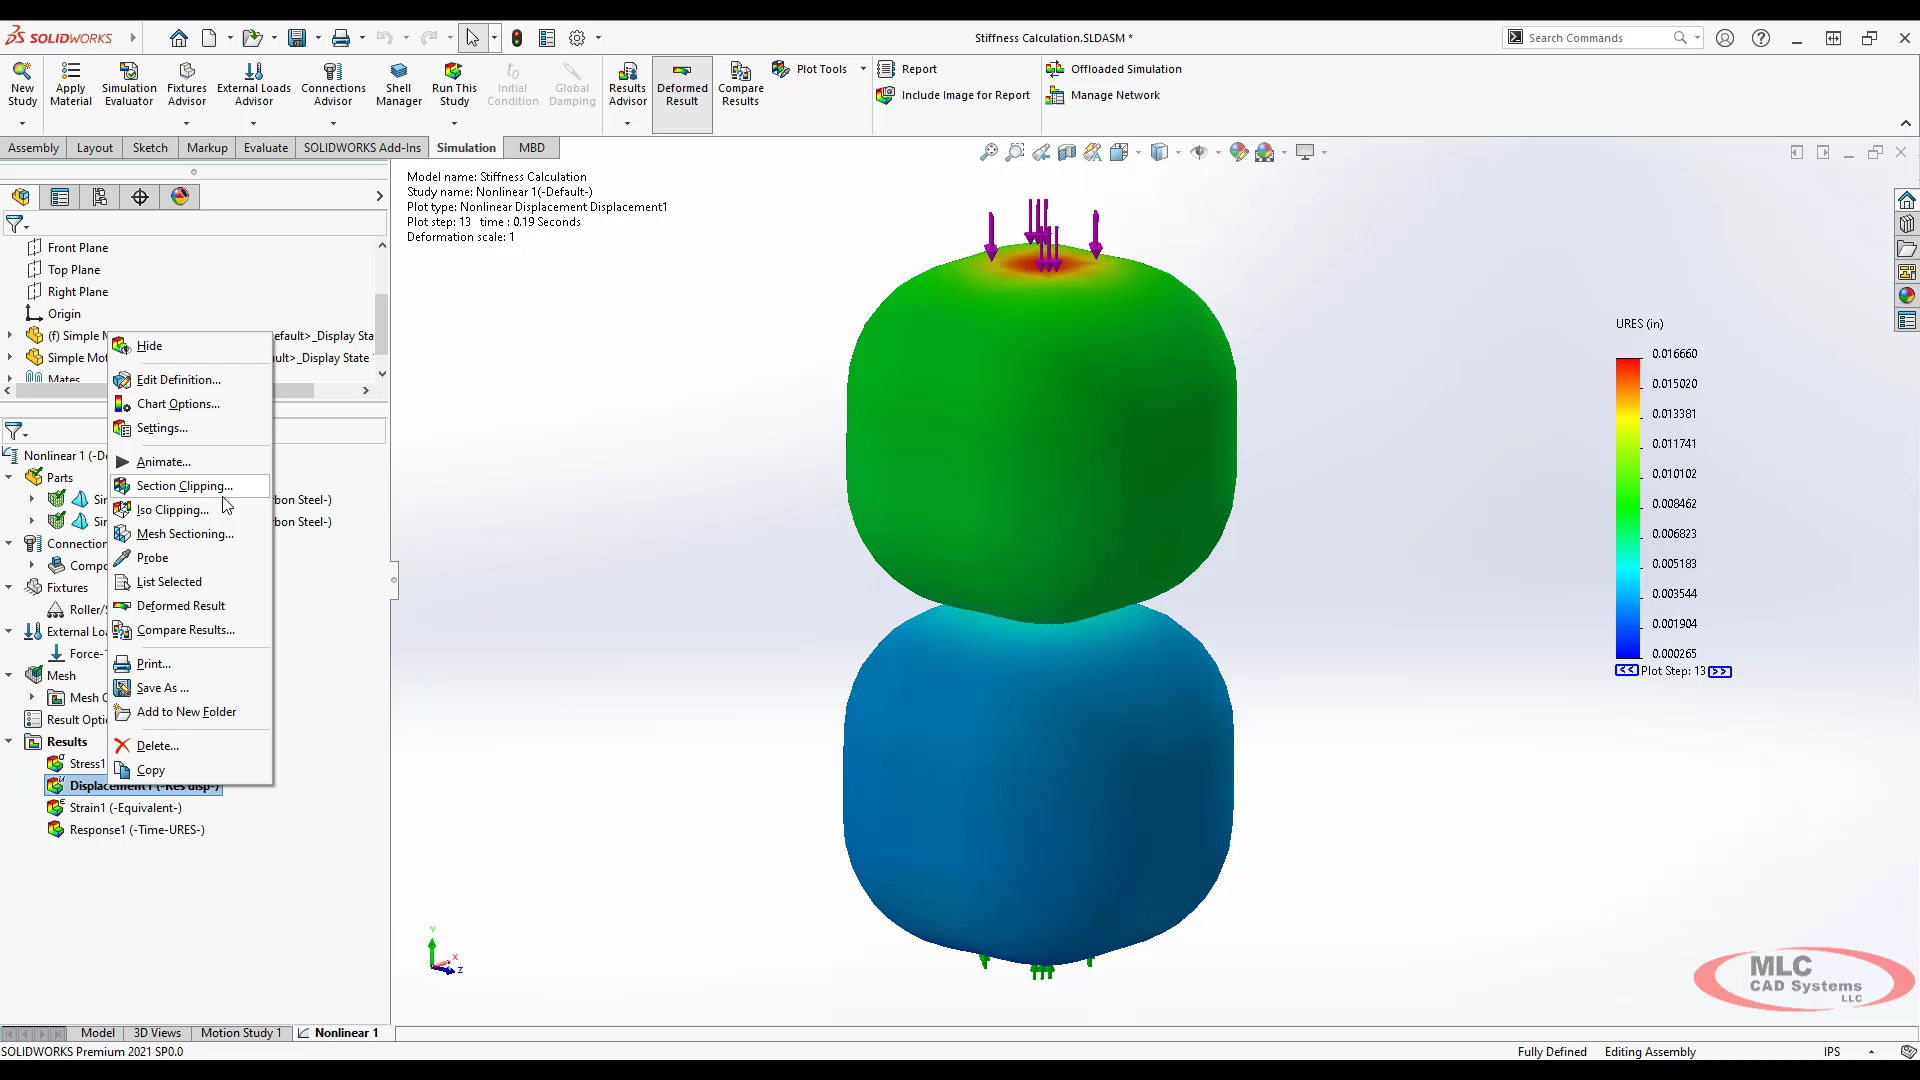 SOLIDWORKS
Stiffness Calculation.SLDASM *
Search Commands
New Study
Apply Material
Simulation Evaluator
Fixtures Advisor
External Loads Advisor
Connections Advisor
Shell Manager
Run This Study
Initial Condition
Global Damping
Results Advisor
Deformed Result
Compare Results
Plot Tools
Report
Include Image for Report
Offloaded Simulation
Manage Network
Assembly
Layout
Sketch
Markup
Evaluate
SOLIDWORKS Add-Ins
Simulation
MBD
Model name: Stiffness Calculation
Study name: Nonlinear 1(-Default-)
Plot type: Nonlinear Displacement Displacement1
Plot step: 13 time : 0.19 Seconds
Deformation scale: 1
Front Plane
Top Plane
Right Plane
Origin
(f) Simple M
efault>_Display Sta
Simple Mot
ult>_Display State
Mates
Hide
Edit Definition...
Chart Options...
Settings...
Animate...
Section Clipping...
Iso Clipping...
Mesh Sectioning...
Probe
List Selected
Deformed Result
Compare Results...
Print...
Save As ...
Add to New Folder
Delete...
Copy
Nonlinear 1 (-D
Parts
Sim
bon Steel-)
Sim
bon Steel-)
Connection
Compo
Fixtures
Roller/S
External Loa
Force-1
Mesh
Mesh C
Result Optio
Results
Stress1
Displacement1 (-Res disp-)
Strain1 (-Equivalent-)
Response1 (-Time-URES-)
URES (in)
0.016660
0.015020
0.013381
0.011741
0.010102
0.008462
0.006823
0.005183
0.003544
0.001904
0.000265
<< Plot Step: 13 >>
Y
X
Z
MLC
CAD Systems
LLC
Model
3D Views
Motion Study 1
Nonlinear 1
SOLIDWORKS Premium 2021 SP0.0
Fully Defined
Editing Assembly
IPS